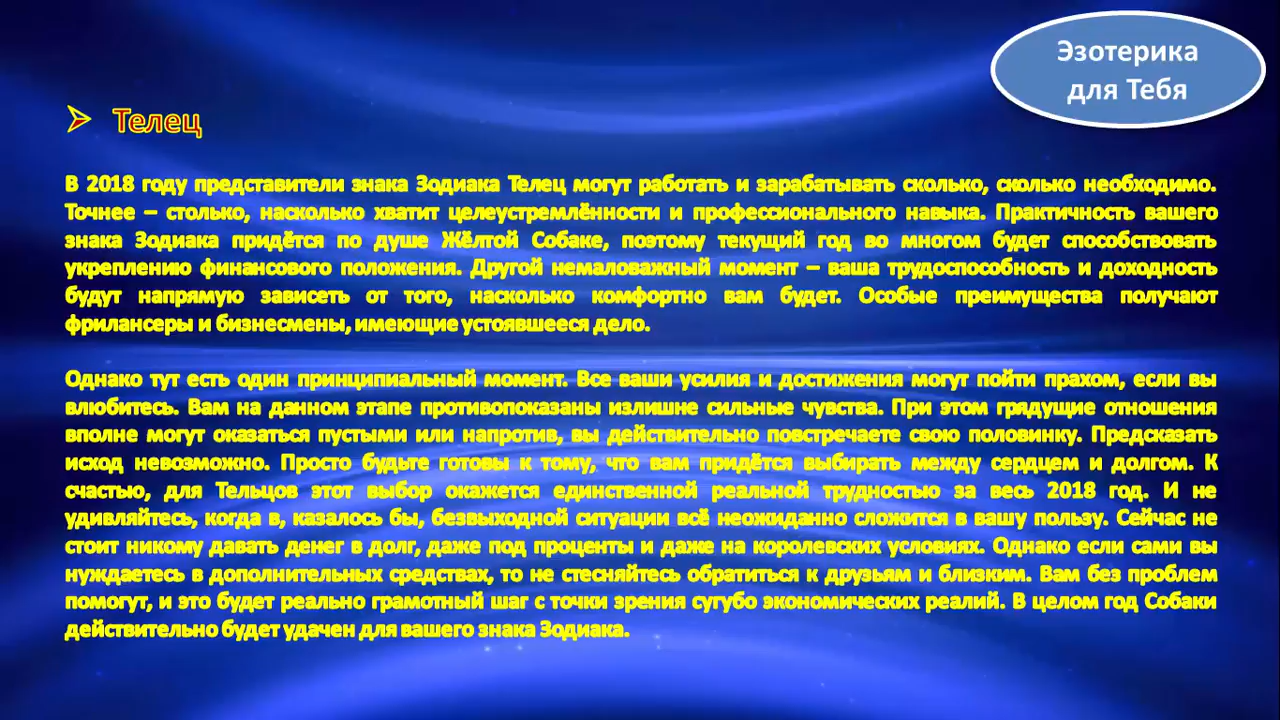 Эзотерика
для Тебя
Телец
В 2018 году представители знака Зодиака Телец могут работать и зарабатывать сколько, сколько необходимо.
Точнее – столько, насколько хватит целеустремлённости и профессионального навыка. Практичность вашего
знака Зодиака придётся по душе Жёлтой Собаке, поэтому текущий год во многом будет способствовать
укреплению финансового положения. Другой немаловажный момент – ваша трудоспособность и доходность
будут напрямую зависеть от того, насколько комфортно вам будет. Особые преимущества получают
фрилансеры и бизнесмены, имеющие устоявшееся дело.
Однако тут есть один принципиальный момент. Все ваши усилия и достижения могут пойти прахом, если вы
влюбитесь. Вам на данном этапе противопоказаны излишне сильные чувства. При этом грядущие отношения
вполне могут оказаться пустыми или напротив, вы действительно повстречаете свою половинку. Предсказать
исход невозможно. Просто будьте готовы к тому, что вам придётся выбирать между сердцем и долгом. К
счастью, для Тельцов этот выбор окажется единственной реальной трудностью за весь 2018 год. И не
удивляйтесь, когда в, казалось бы, безвыходной ситуации всё неожиданно сложится в вашу пользу. Сейчас не
стоит никому давать денег в долг, даже под проценты и даже на королевских условиях. Однако если сами вы
нуждаетесь в дополнительных средствах, то не стесняйтесь обратиться к друзьям и близким. Вам без проблем
помогут, и это будет реально грамотный шаг с точки зрения сугубо экономических реалий. В целом год Собаки
действительно будет удачен для вашего знака Зодиака.